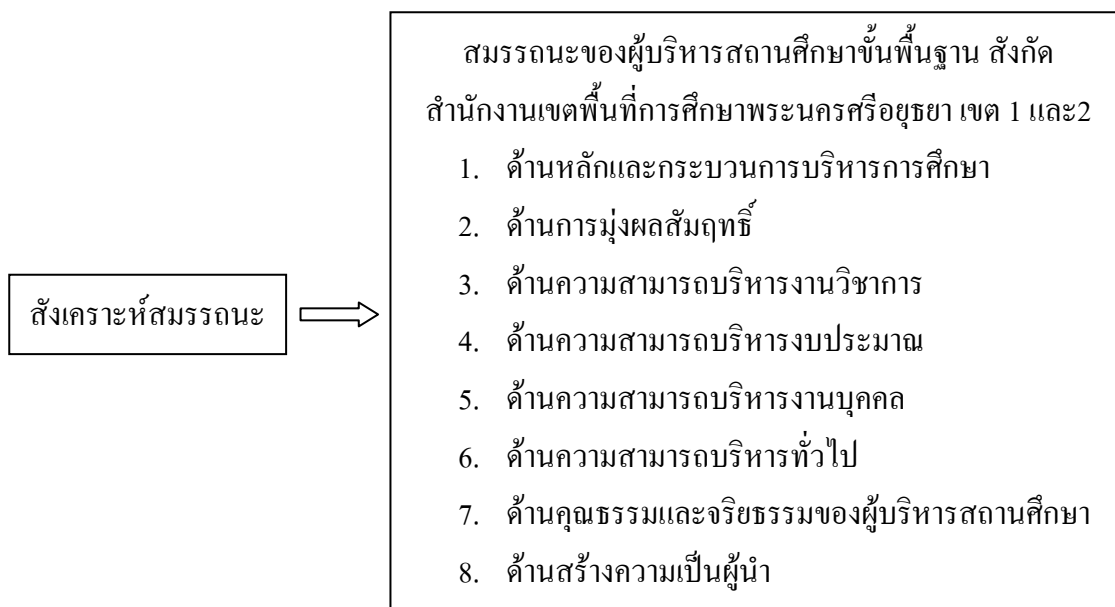 สมรรถนะของผู้บริหารสถานศึกษาขั้นพื้นฐาน สังกัด
สำนักงานเขตพื้นที่การศึกษาพระนครศรีอยุธยา เขต 1 และ2
1. ด้านหลักและกระบวนการบริหารการศึกษา
2. ด้านการมุ่งผลสัมฤทธิ์
3. ด้านความสามารถบริหารงานวิชาการ
4. ด้านความสามารถบริหารงบประมาณ
5. ด้านความสามารถบริหารงานบุคคล
6. ด้านความสามารถบริหารทั่วไป
7. ด้านคุณธรรมและจริยธรรมของผู้บริหารสถานศึกษา
8. ด้านสร้างความเป็นผู้นำ
สังเคราะห์สมรรถนะ